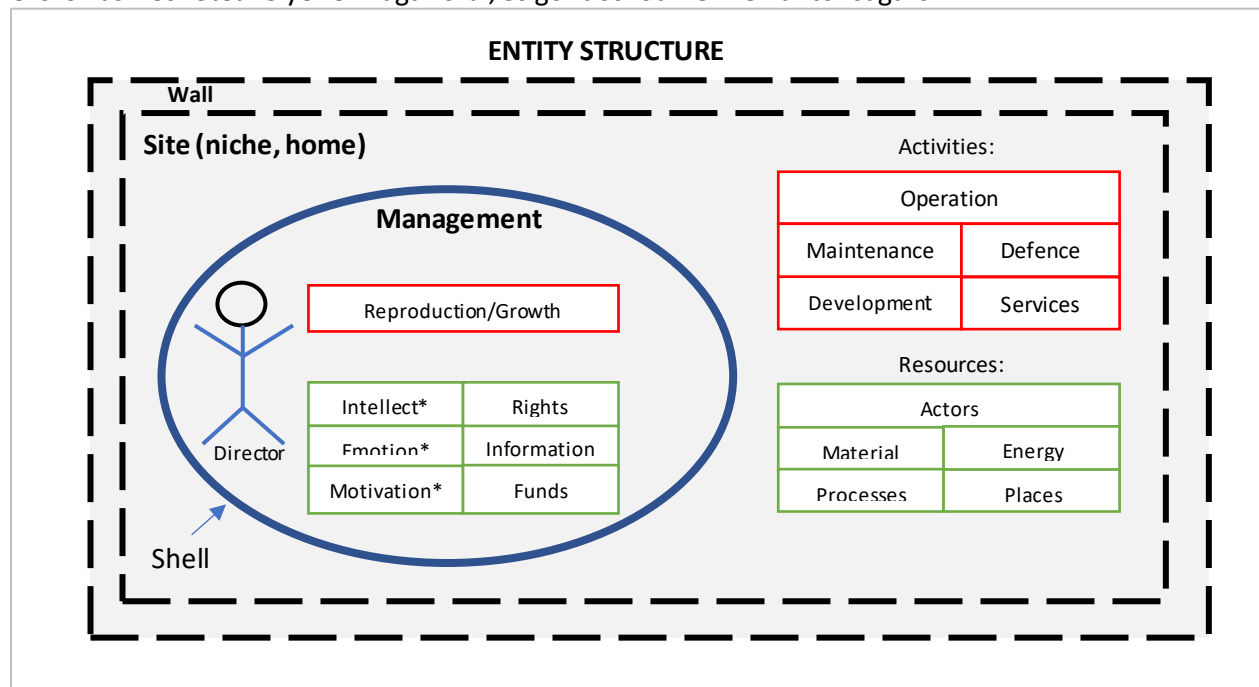 ENTITY STRUCTURE
Wall
Site (niche, home)
Management
Reproduction/Growth
Intellect* Rights
Emotion* Information
Motivation* Funds
Director
Shell
Activities:
Operation
Maintenance Defence
Development Services
Resources:
Actors
Material Energy
Processes Places